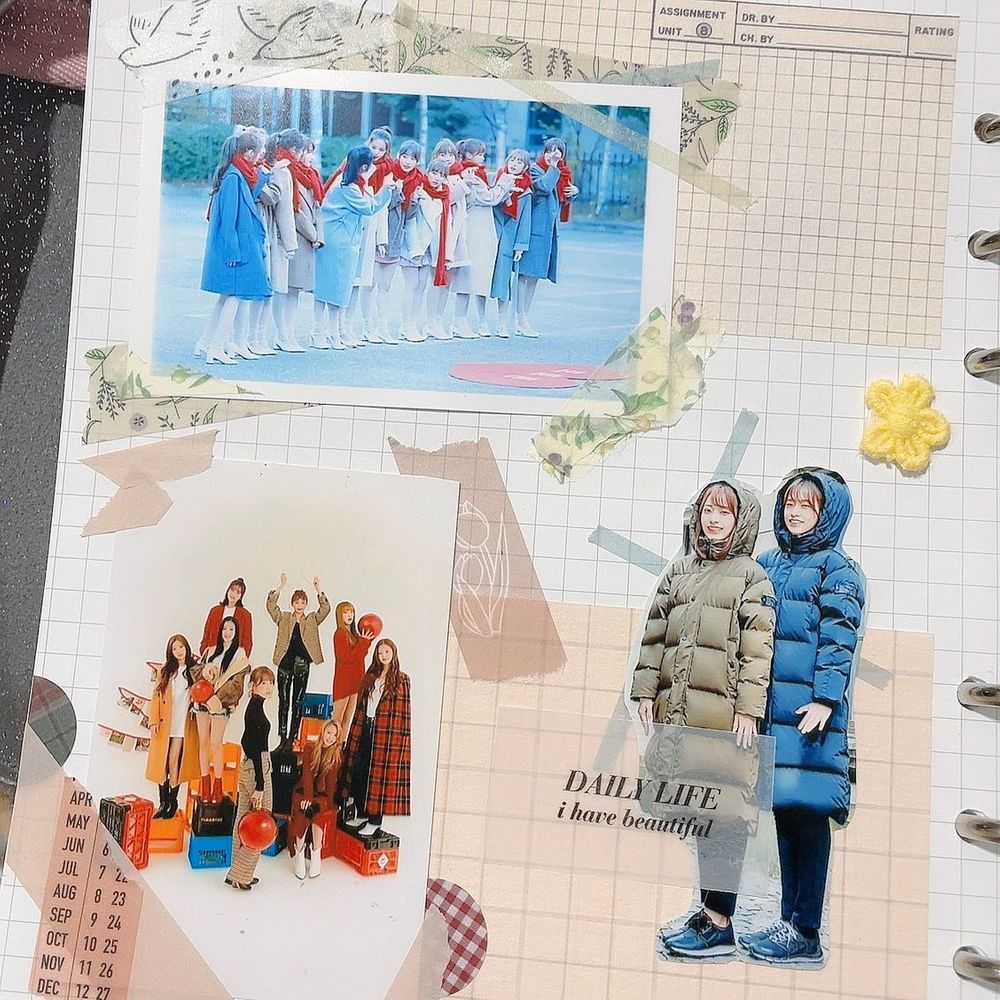 ASSIGNMENT
UNIT 8
DR. BY
CH. BY
RATING
DAILY LIFE
i have beautiful
APR
MAY
JUN 6
JUL 7 22
AUG 8 23
SEP 9 24
OCT 10 25
NOV 11 26
DEC 12 27